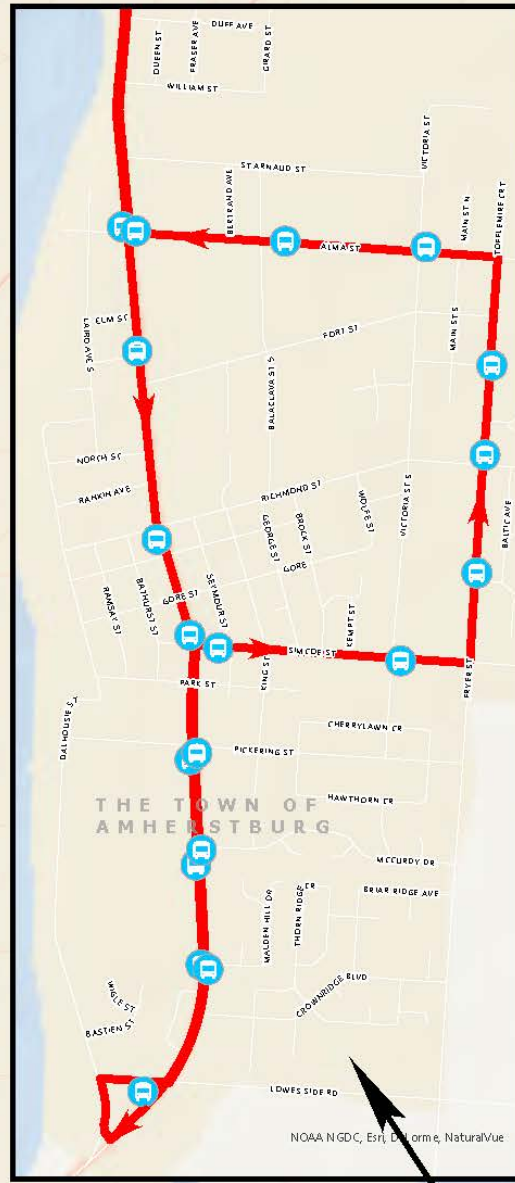 DUFF AVE
QUEEN ST
FRASER AVE
GIRARD ST
WILLIAM ST
VICTORIA ST
ST ARNAUD ST
BERTRAND AVE
MAIN ST N
TOFFLEMIRE CRT
ALMA ST
ELM ST
LAIRD AVE S
FORT ST
MAIN ST S
BALACLAVA ST S
NORTH ST
RANKIN AVE
RICHMOND ST
WOLFE ST
VICTORIA ST S
BALTIC AVE
GEORGE ST
BROCK ST
GORE
GORE ST
SEYMOUR ST
BATHURST ST
RAMSAY ST
KEMPT ST
SIMCOE ST
KING ST
FRYER ST
PARK ST
DALHOUSIE ST
CHERRYLAWN CR
PICKERING ST
HAWTHORN CR
THE TOWN OF
AMHERSTBURG
MCCURDY DR
CR
BRIAR RIDGE AVE
MALDEN HILL DR
THORN RIDGE
CROWNRIDGE BLVD
WIGLE ST
BASTIEN ST
LOWES SIDE RD
NOAA NGDC, Esri, DeLorme, NaturalVue